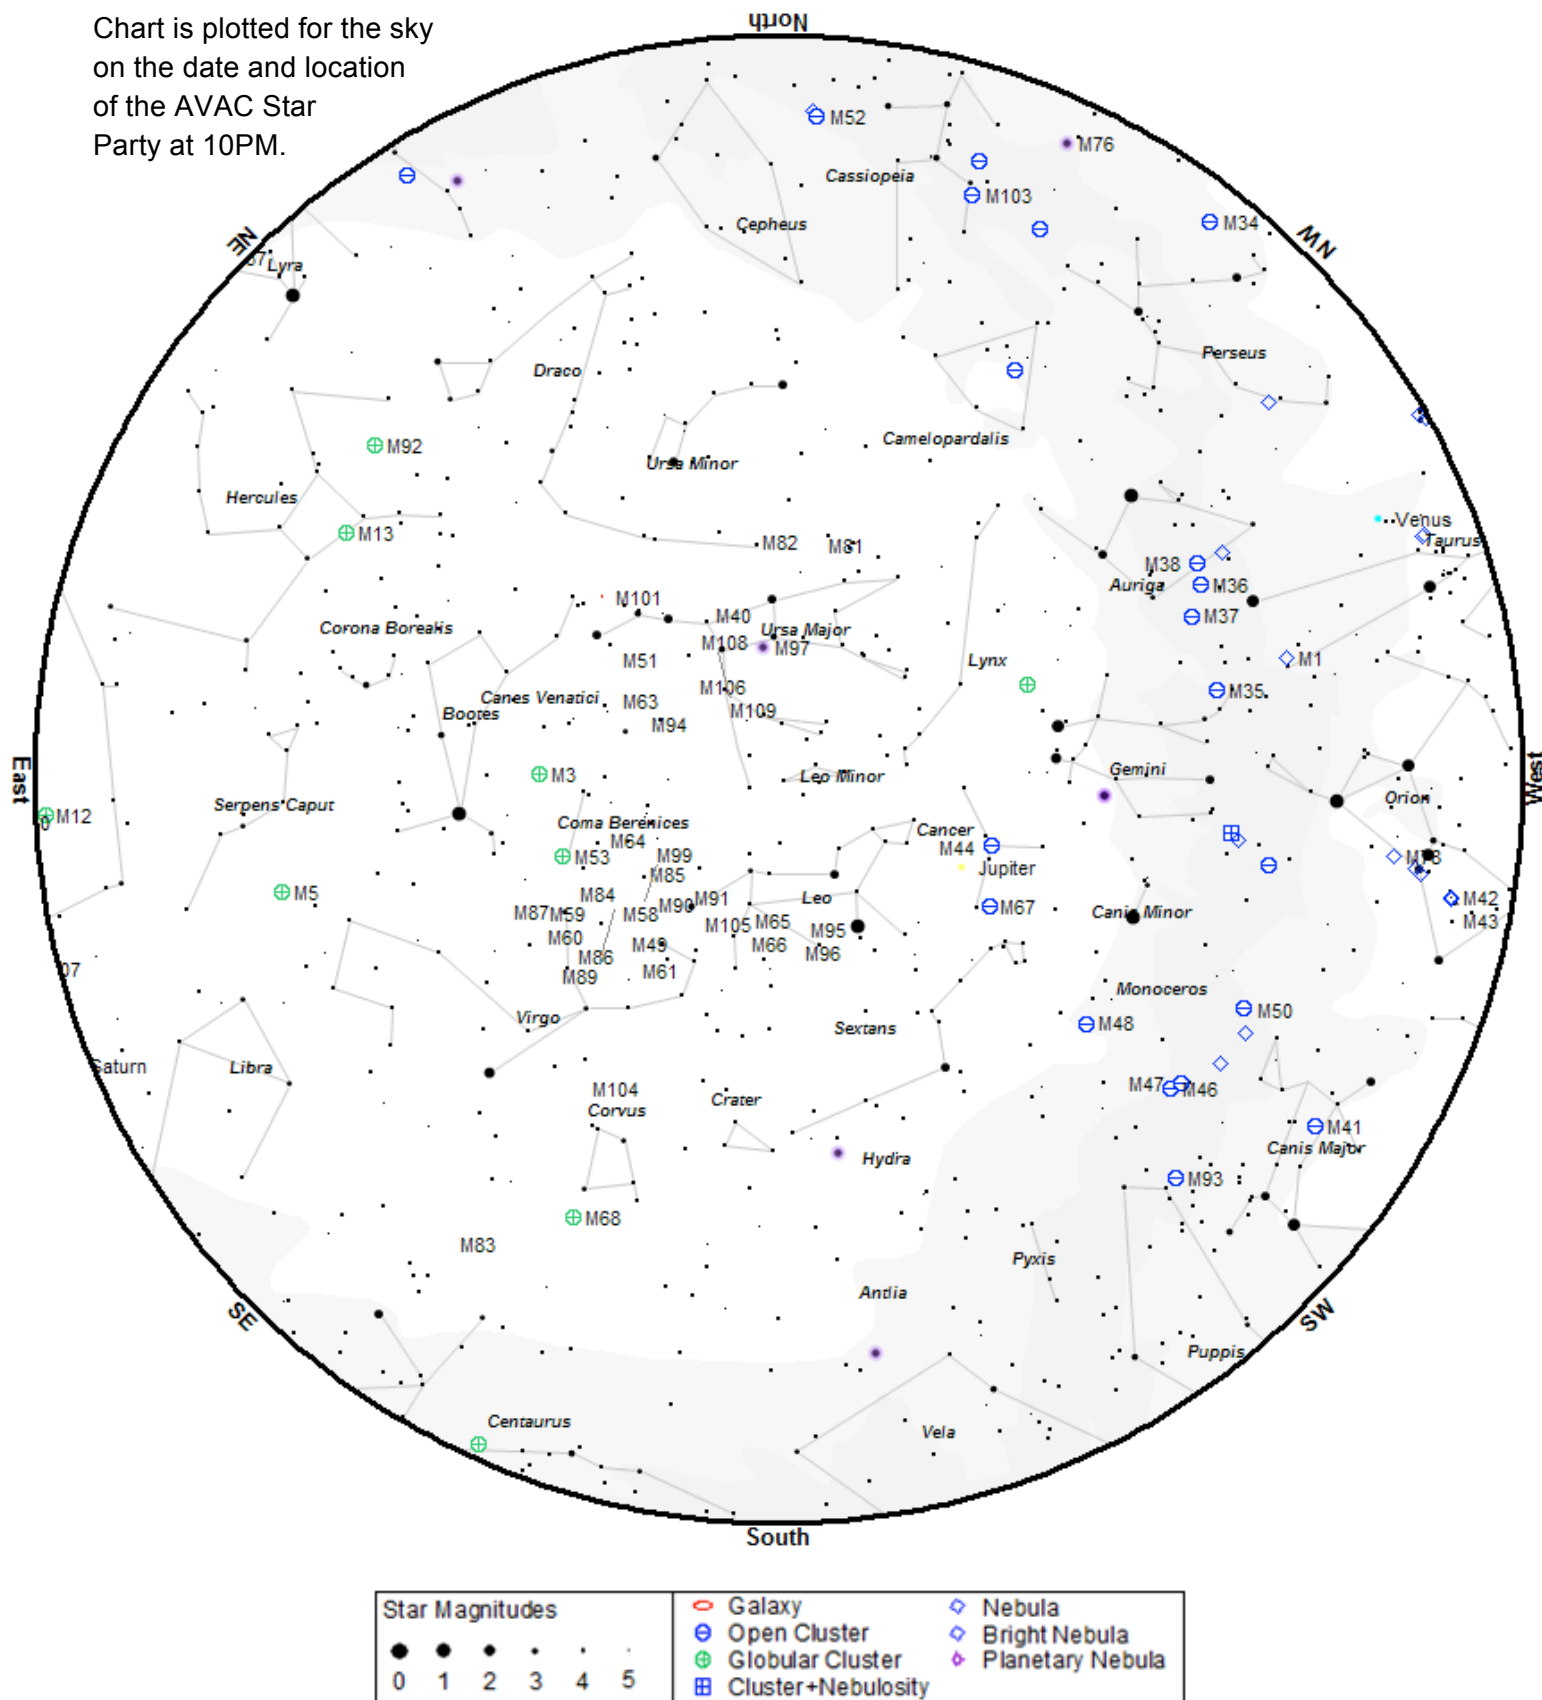 Chart is plotted for the sky
on the date and location
of the AVAC Star
Party at 10PM.
North
M52
M76
Cassiopeia
M103
M34
Cepheus
NE
NW
Lyra
Perseus
Draco
Camelopardalis
M92
Ursa Minor
Hercules
M13
Venus
Taurus
M82
M81
M38
M36
Auriga
M101
M40
M37
Corona Borealis
Ursa Major
M108
M97
M51
Lynx
M1
M106
M35
Canes Venatici
M63
Bootes
M109
M94
East
West
M3
Leo Minor
Gemini
Orion
Serpens Caput
M12
Coma Berenices
Cancer
M64
M44
M53
M99
M78
Jupiter
M85
M5
M84
M91
Leo
M42
M87
M59
M58
M90
M67
Canis Minor
M43
M105
M65
M95
M60
M49
M66
M96
M86
M61
07
M89
Monoceros
M50
Virgo
Sextans
M48
Saturn
Libra
M104
M47
M46
Corvus
Crater
M41
Hydra
Canis Major
M93
M68
M83
Pyxis
Antlia
SE
SW
Puppis
Centaurus
Vela
South
Star Magnitudes
0 1 2 3 4 5
Galaxy
Open Cluster
Globular Cluster
Cluster+Nebulosity
Nebula
Bright Nebula
Planetary Nebula